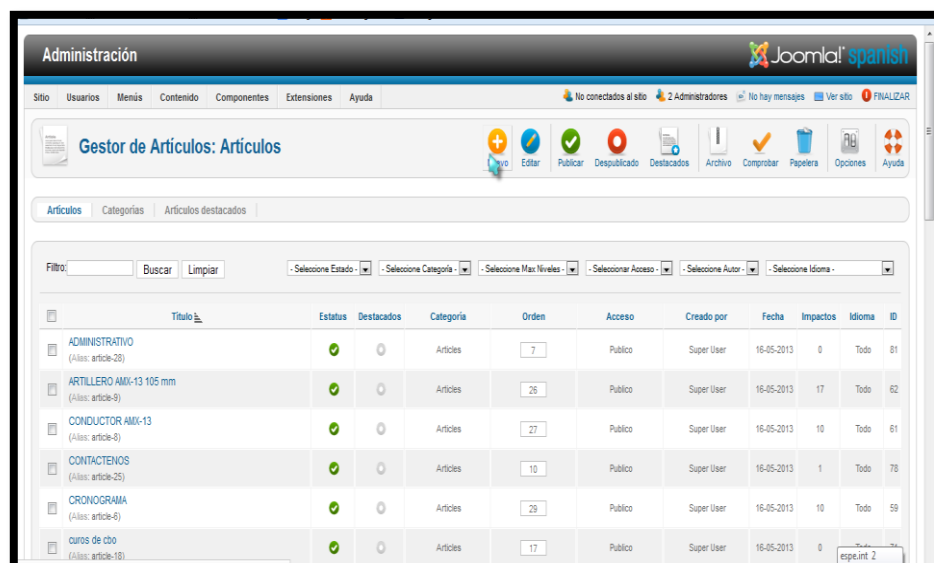 Administración
Joomla! spanish
Sitio Usuarios Menús Contenido Componentes Extensiones Ayuda No conectados al sitio 2 Administradores No hay mensajes Ver sitio FINALIZAR
Gestor de Artículos: Artículos
Editar Publicar Despublicado Destacados Archivo Comprobar Papelera Opciones Ayuda
Artículos Categorías Artículos destacados
Filtro: Buscar Limpiar - Seleccione Estado - - Seleccione Categoría - - Seleccione Max Niveles - - Seleccionar Acceso - - Seleccione Autor - - Seleccione Idioma -
Título Estatus Destacados Categoría Orden Acceso Creado por Fecha Impactos Idioma ID
ADMINISTRATIVO
(Alias: article-28)
7 Articles Publico Super User 16-05-2013 0 Todo 81
ARTILLERO AMX-13 105 mm
(Alias: article-9)
Articles 26 Publico Super User 16-05-2013 17 Todo 62
CONDUCTOR AMX-13
(Alias: article-8)
Articles 27 Publico Super User 16-05-2013 10 Todo 61
CONTACTENOS
(Alias: article-25)
Articles 10 Publico Super User 16-05-2013 1 Todo 78
CRONOGRAMA
(Alias: article-6)
Articles 29 Publico Super User 16-05-2013 10 Todo 59
curos de cbo
(Alias: article-18)
Articles 17 Publico Super User 16-05-2013 0
espe.int 2